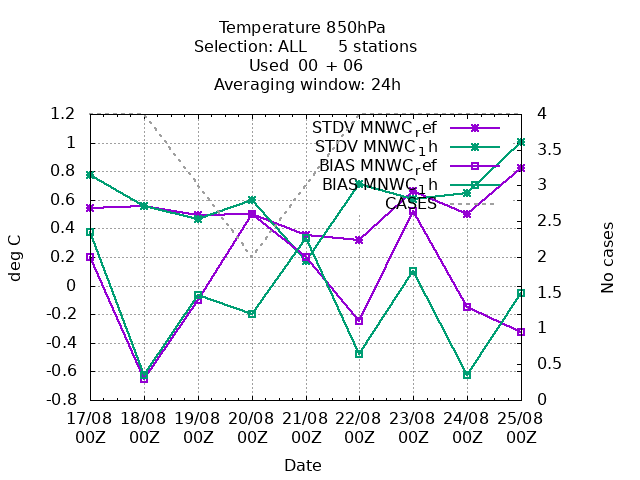 Temperature 850hPa
Selection: ALL 5 stations
Used 00 + 06
Averaging window: 24h
STDV MNWCref
STDV MNWC1h
BIAS MNWCref
BIAS MNWC1h
CASES
1.2
1
0.8
0.6
0.4
0.2
0
-0.2
-0.4
-0.6
-0.8
deg C
4
3.5
3
2.5
2
1.5
1
0.5
0
No cases
17/08 18/08 19/08 20/08 21/08 22/08 23/08 24/08 25/08
00Z 00Z 00Z 00Z 00Z 00Z 00Z 00Z 00Z
Date